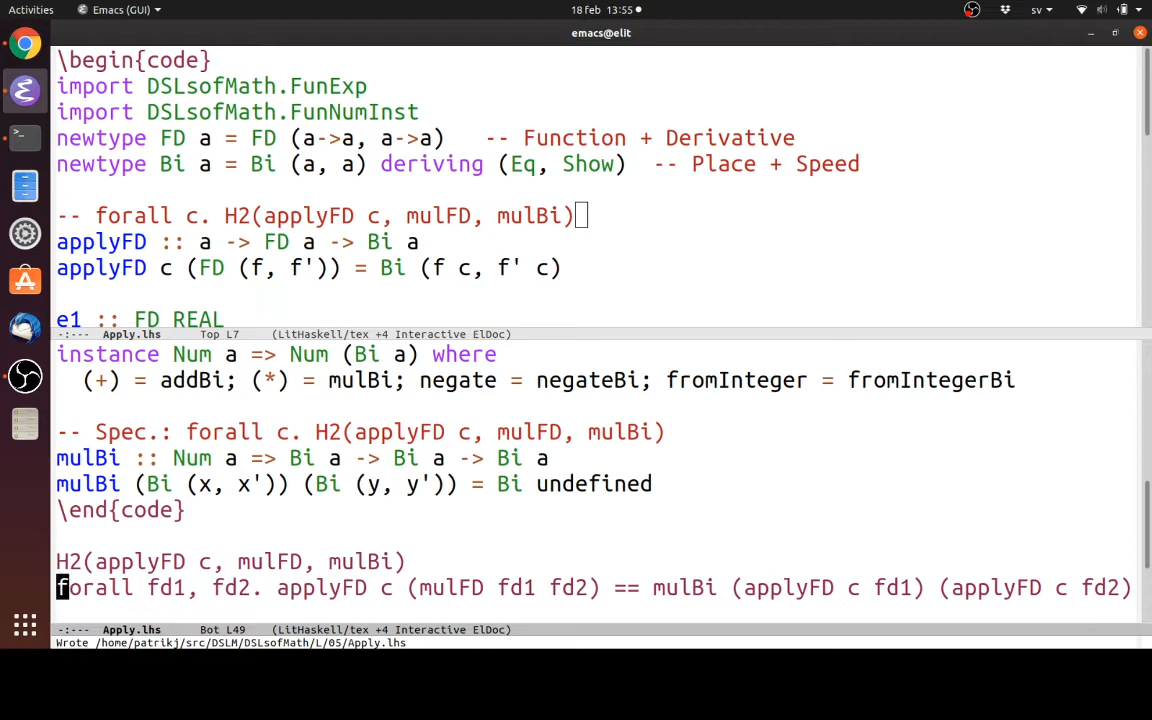 Activities
Emacs (GUI)
18 feb 13:55
sv
emacs@elit
\begin{code}
import DSLsofMath.FunExp
import DSLsofMath.FunNumInst
newtype FD a = FD (a->a, a->a)   -- Function + Derivative
newtype Bi a = Bi (a, a) deriving (Eq, Show)  -- Place + Speed
-- forall c. H2(applyFD c, mulFD, mulBi)
applyFD :: a -> FD a -> Bi a
applyFD c (FD (f, f')) = Bi (f c, f' c)
e1 :: FD REAL
-:---  Apply.lhs      Top L7     (LitHaskell/tex +4 Interactive ElDoc)
instance Num a => Num (Bi a) where
  (+) = addBi; (*) = mulBi; negate = negateBi; fromInteger = fromIntegerBi
-- Spec.: forall c. H2(applyFD c, mulFD, mulBi)
mulBi :: Num a => Bi a -> Bi a -> Bi a
mulBi (Bi (x, x')) (Bi (y, y')) = Bi undefined
\end{code}
H2(applyFD c, mulFD, mulBi)
forall fd1, fd2. applyFD c (mulFD fd1 fd2) == mulBi (applyFD c fd1) (applyFD c fd2)
-:---  Apply.lhs      Bot L49    (LitHaskell/tex +4 Interactive ElDoc)
Wrote /home/patrikj/src/DSLM/DSLsofMath/L/05/Apply.lhs